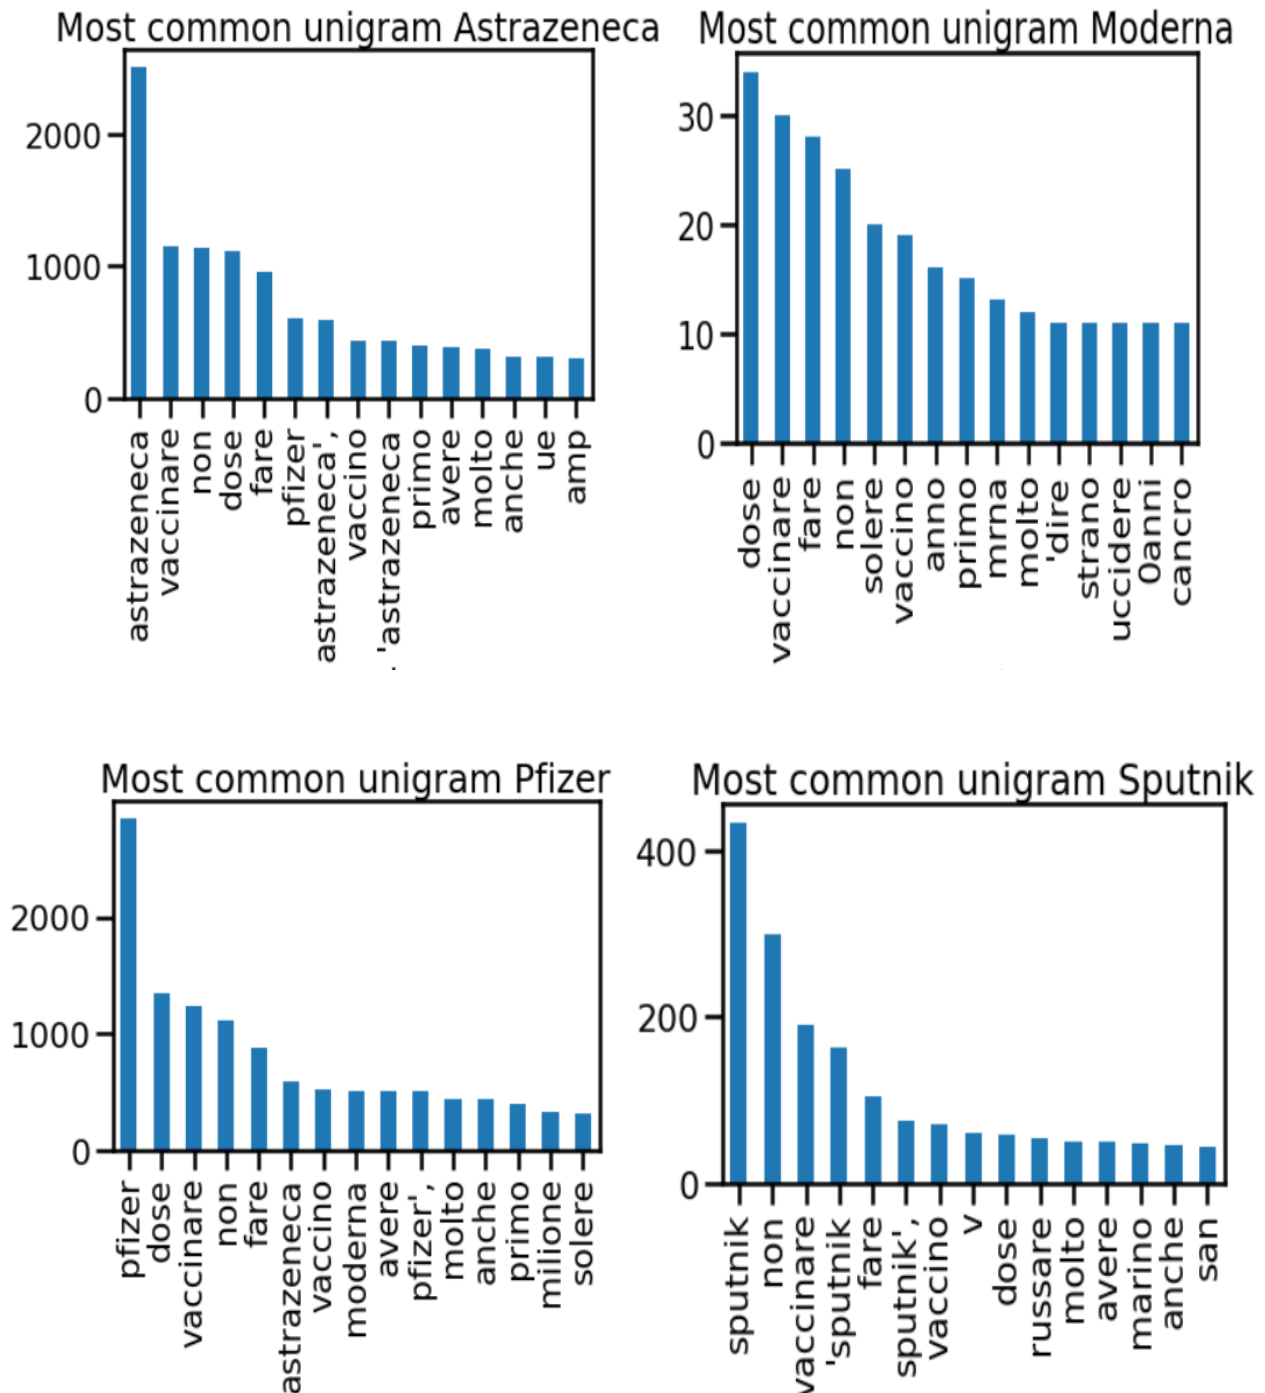 Most common unigram Astrazeneca
2000
1000
0
astrazeneca
vaccinare
non
dose
fare
pfizer
astrazeneca',
vaccino
'astrazeneca
primo
avere
molto
anche
ue
amp
Most common unigram Moderna
30
20
10
0
dose
vaccinare
fare
non
solere
vaccino
anno
primo
mrna
molto
'dire
strano
uccidere
0anni
cancro
Most common unigram Pfizer
2000
1000
0
pfizer
dose
vaccinare
non
fare
astrazeneca
vaccino
moderna
avere
pfizer',
molto
anche
primo
milione
solere
Most common unigram Sputnik
400
200
0
sputnik
non
vaccinare
'sputnik
fare
sputnik',
vaccino
v
dose
russare
molto
avere
marino
anche
san